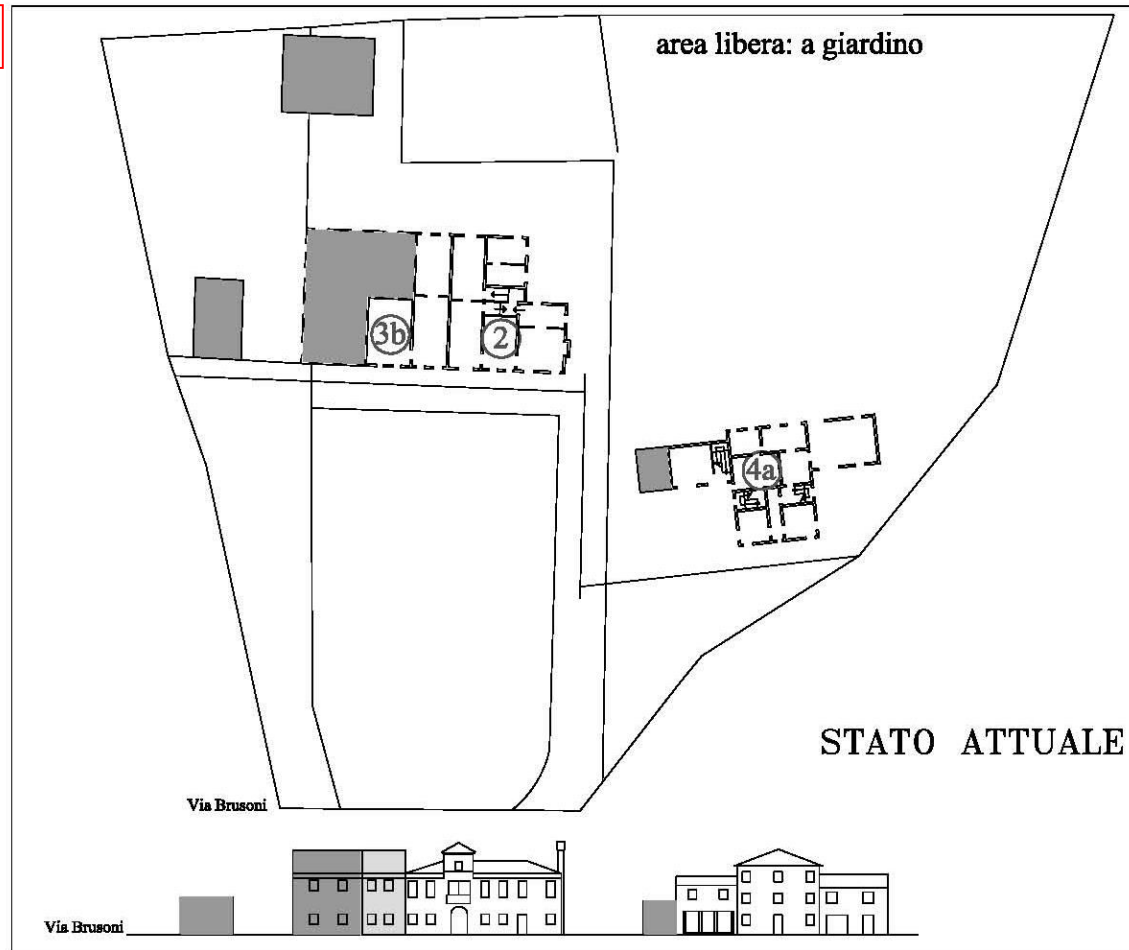 area libera: a giardino
3b
2
4a
STATO ATTUALE
Via Brusoni
Via Brusoni